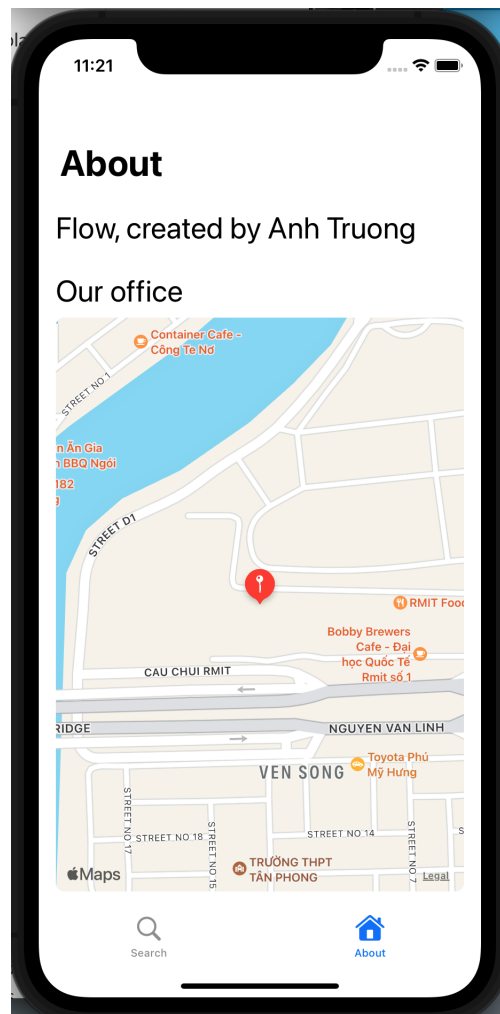 11:21
About
Flow, created by Anh Truong
Our office
Container Cafe -
Công Te Nơ
STREET NO 1
n Ăn Gia
n BBQ Ngói
182
STREET D1
RMIT Food
Bobby Brewers
Cafe - Đại
học Quốc Tế
Rmit số 1
CAU CHUI RMIT
RIDGE
NGUYEN VAN LINH
Toyota Phú
Mỹ Hưng
VEN SONG
STREET NO 17
STREET NO 18
STREET NO 15
STREET NO 14
STREET NO 7
S
TRƯỜNG THPT
TÂN PHONG
Maps
Legal
Search
About